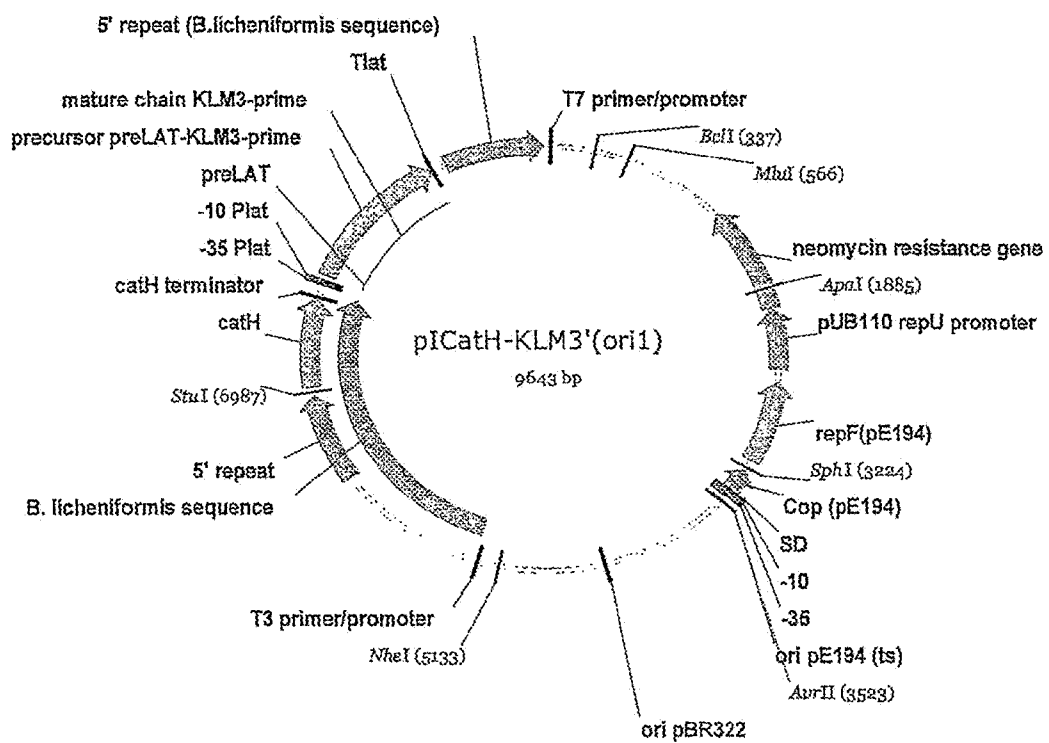 5' repeat (B.licheniformis sequence)
Tlat
mature chain KLM3-prime
precursor preLAT-KLM3-prime
preLAT
-10 Plat
-35 Plat
catH terminator
catH
StuI (6987)
5' repeat
B. licheniformis sequence
T3 primer/promoter
NheI (5133)
T7 primer/promoter
BclI (337)
MluI (566)
neomycin resistance gene
ApaI (1885)
pUB110 repU promoter
pICatH-KLM3'(ori1)
9643 bp
repF(pE194)
SphI (3224)
Cop (pE194)
SD
-10
-35
ori pE194 (ts)
AvrII (3523)
ori pBR322